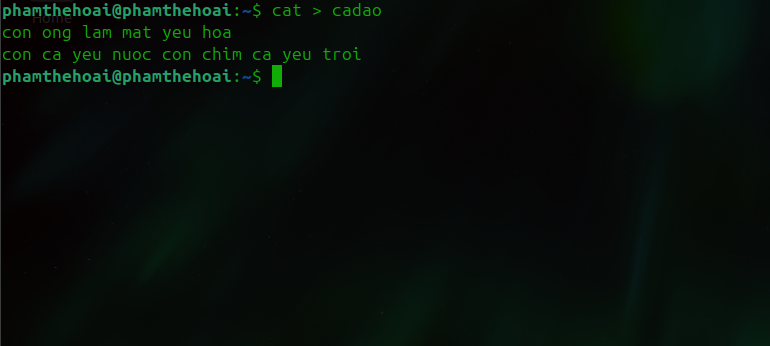 phamthehoai@phamthehoai:~$ cat > cadao
Home
con ong lam mat yeu hoa
con ca yeu nuoc con chim ca yeu troi
phamthehoai@phamthehoai:~$